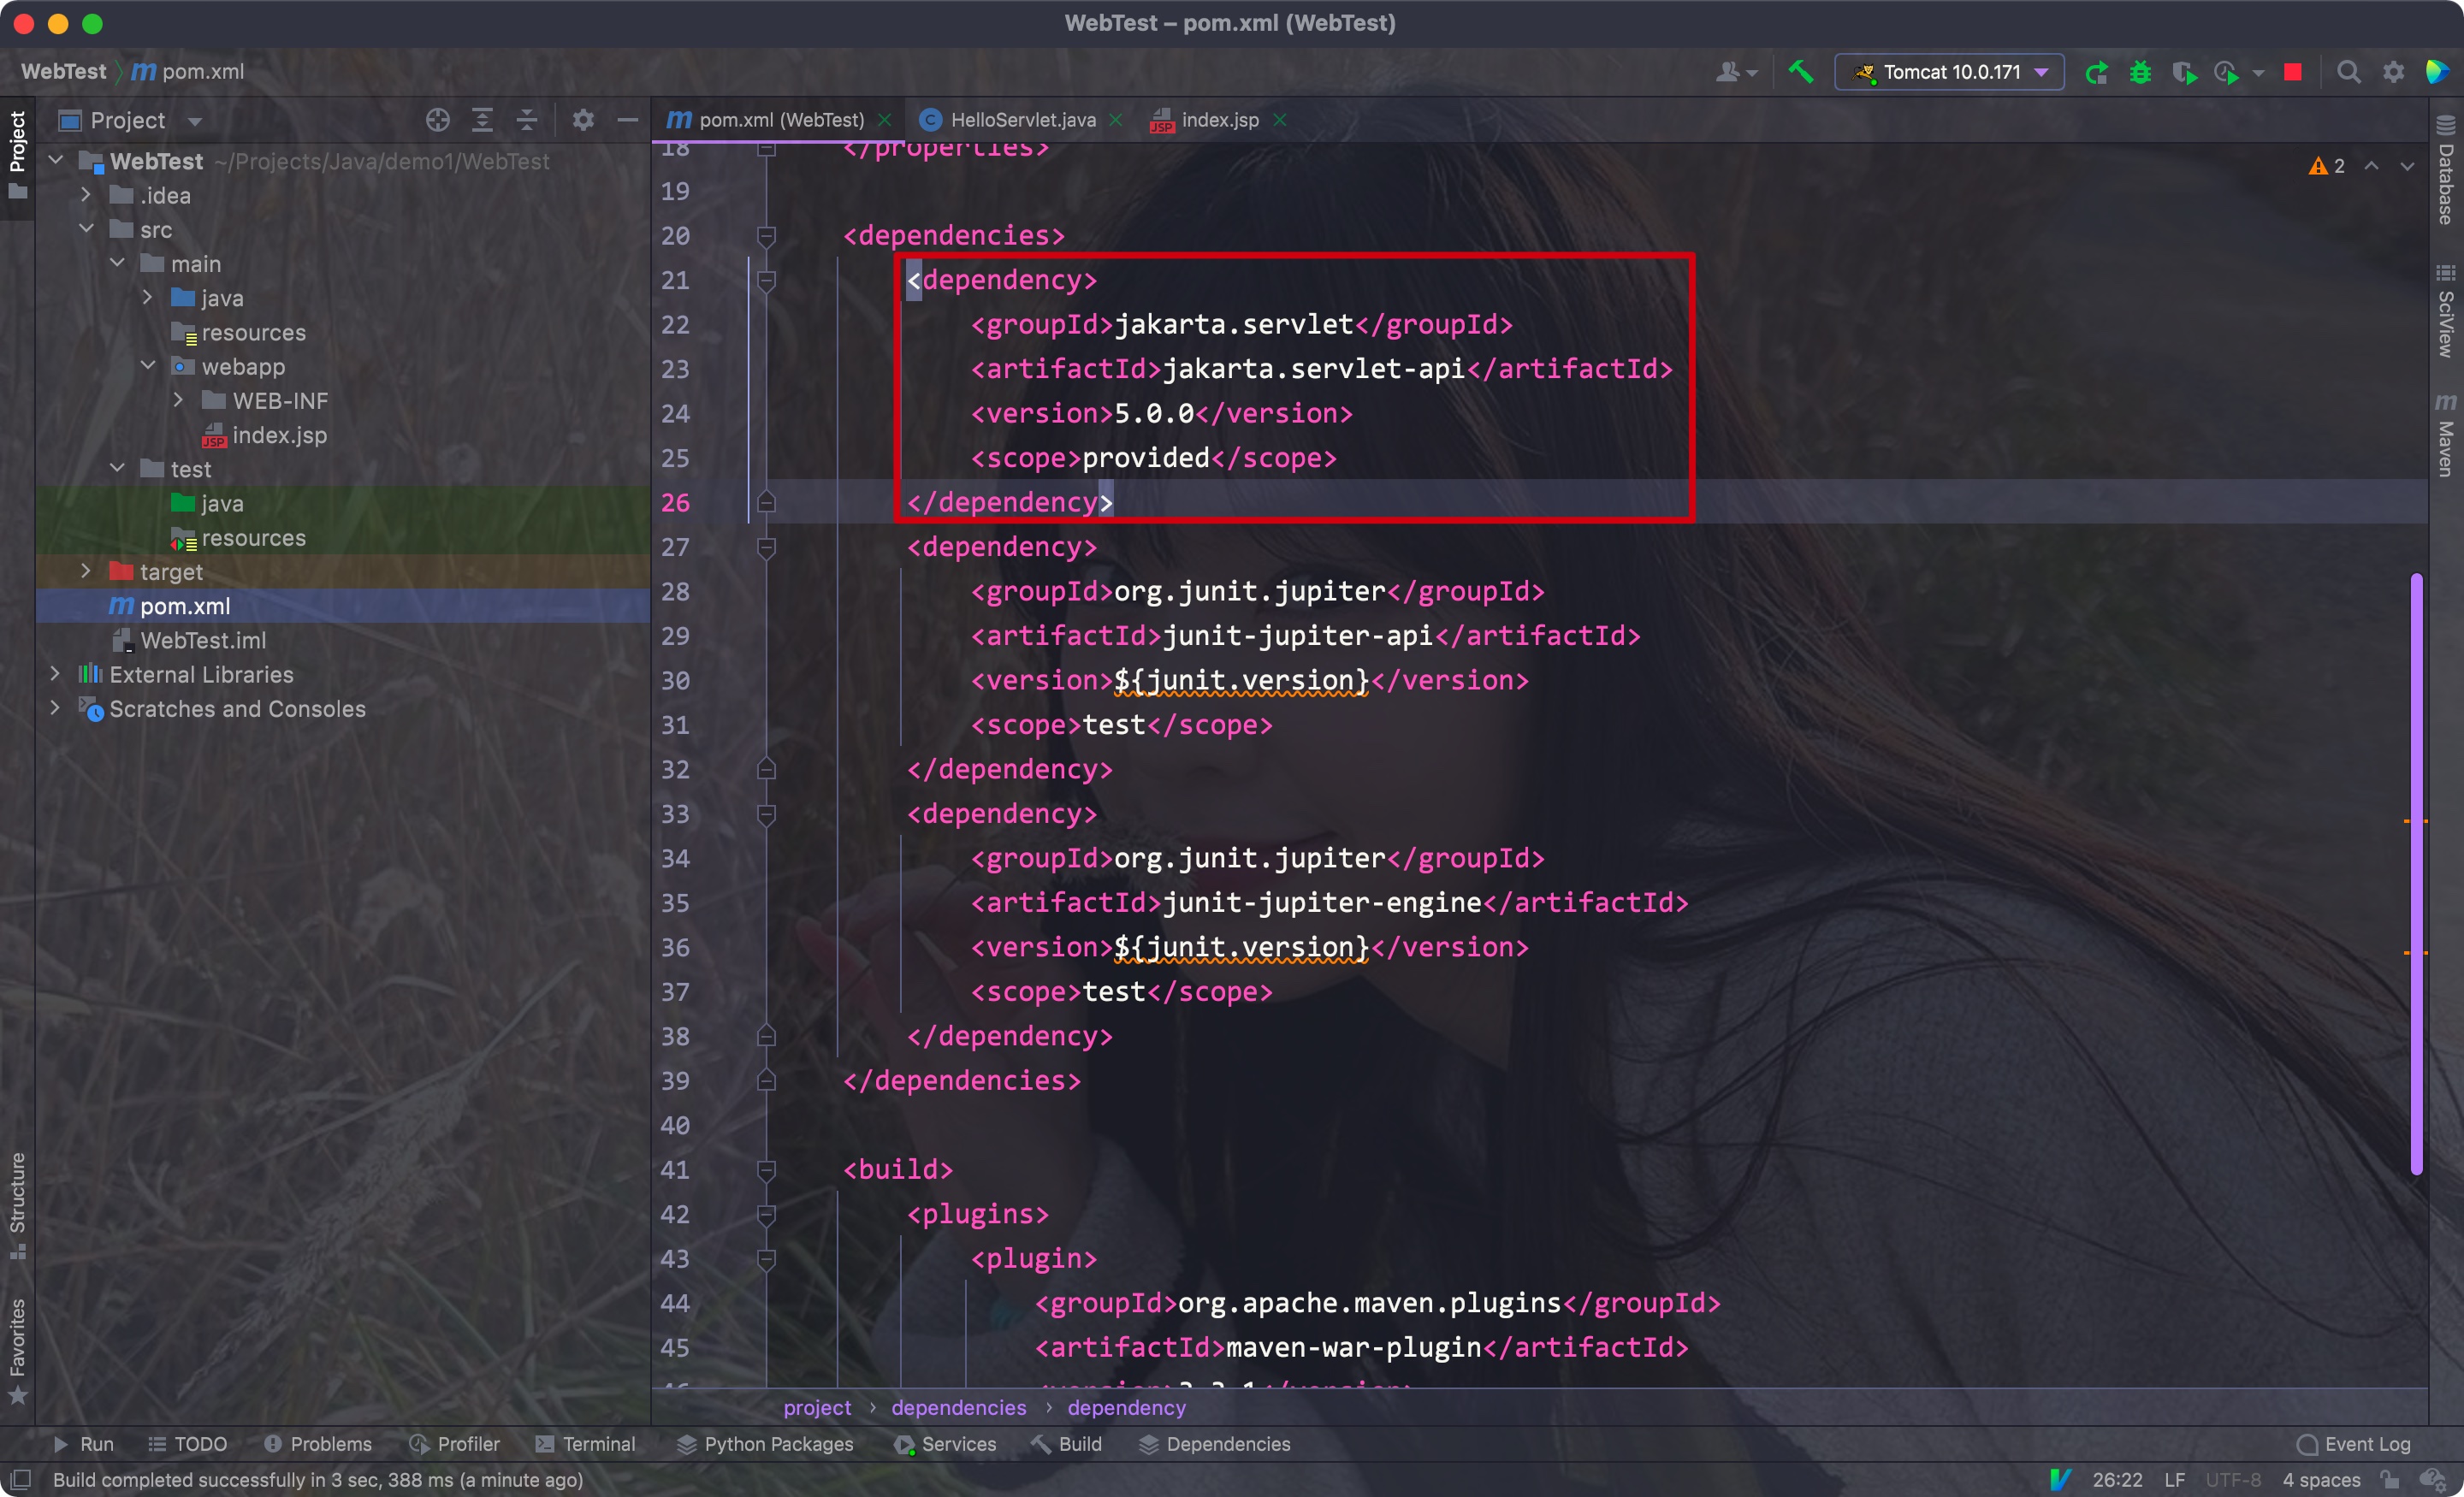 WebTest – pom.xml (WebTest)
WebTest pom.xml
Tomcat 10.0.171
Project
Project
pom.xml (WebTest)
HelloServlet.java
index.jsp
WebTest ~/Projects/Java/demo1/WebTest
.idea
src
main
java
resources
webapp
WEB-INF
index.jsp
test
java
resources
target
pom.xml
WebTest.iml
External Libraries
Scratches and Consoles
Structure
Favorites
2
Database
SciView
Maven
18 </properties>
19
20 <dependencies>
21 <dependency>
22 <groupId>jakarta.servlet</groupId>
23 <artifactId>jakarta.servlet-api</artifactId>
24 <version>5.0.0</version>
25 <scope>provided</scope>
26 </dependency>
27 <dependency>
28 <groupId>org.junit.jupiter</groupId>
29 <artifactId>junit-jupiter-api</artifactId>
30 <version>${junit.version}</version>
31 <scope>test</scope>
32 </dependency>
33 <dependency>
34 <groupId>org.junit.jupiter</groupId>
35 <artifactId>junit-jupiter-engine</artifactId>
36 <version>${junit.version}</version>
37 <scope>test</scope>
38 </dependency>
39 </dependencies>
40
41 <build>
42 <plugins>
43 <plugin>
44 <groupId>org.apache.maven.plugins</groupId>
45 <artifactId>maven-war-plugin</artifactId>
project › dependencies › dependency
Run TODO Problems Profiler Terminal Python Packages Services Build Dependencies Event Log
Build completed successfully in 3 sec, 388 ms (a minute ago) 26:22 LF UTF-8 4 spaces